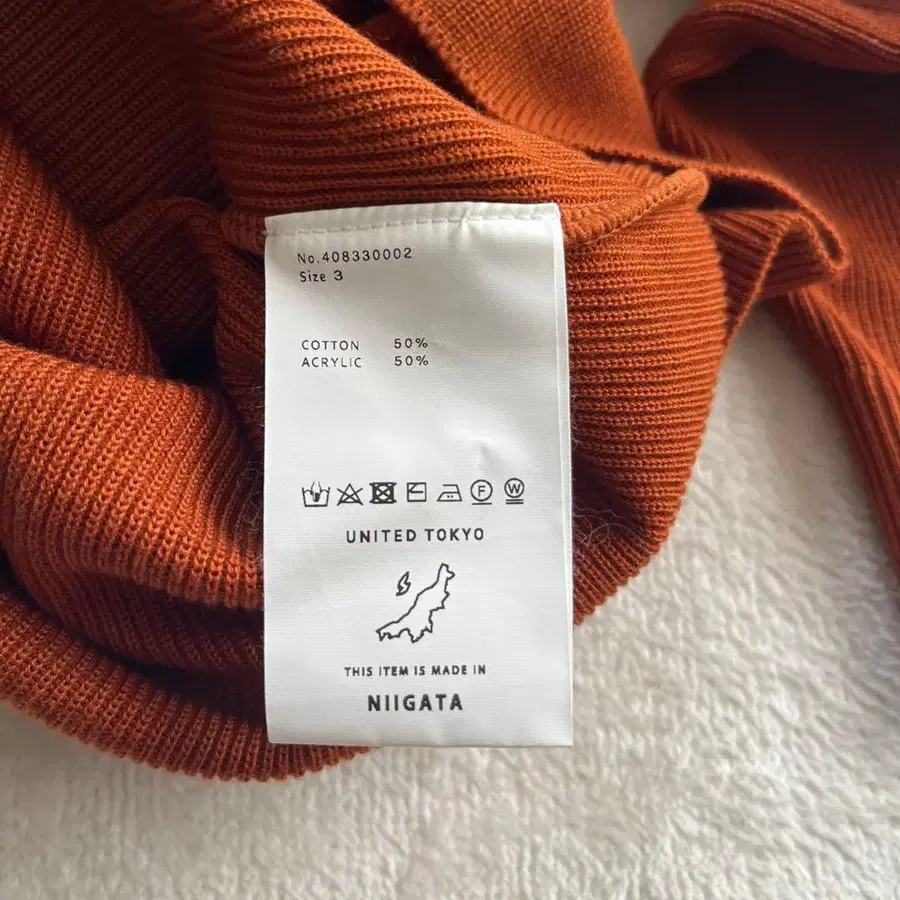 No.408330002
Size 3
COTTON 50%
ACRYLIC 50%
F W
UNITED TOKYO
THIS ITEM IS MADE IN
NIIGATA